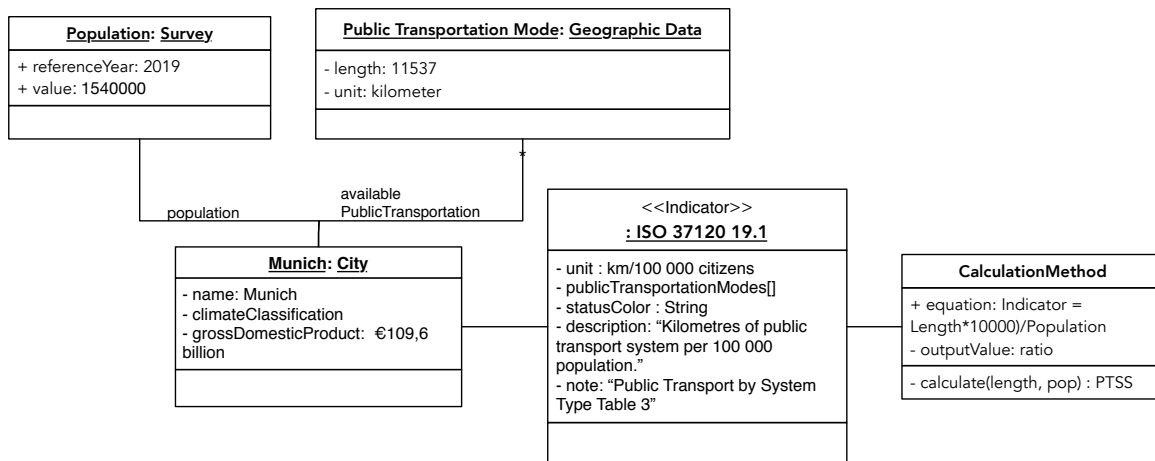 Population: Survey
+ referenceYear: 2019
+ value: 1540000
Public Transportation Mode: Geographic Data
- length: 11537
- unit: kilometer
*
population
available
PublicTransportation
Munich: City
- name: Munich
- climateClassification
- grossDomesticProduct: €109,6
billion
<<Indicator>>
: ISO 37120 19.1
- unit : km/100 000 citizens
- publicTransportationModes[]
- statusColor : String
- description: “Kilometres of public
transport system per 100 000
population.”
- note: “Public Transport by System
Type Table 3”
CalculationMethod
+ equation: Indicator =
Length*10000)/Population
- outputValue: ratio
- calculate(length, pop) : PTSS